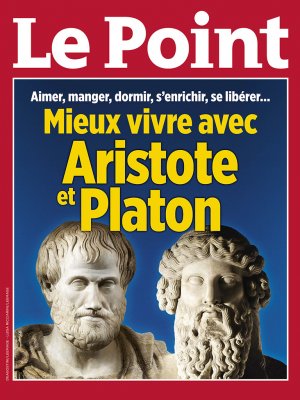 Le Point
Aimer, manger, dormir, s'enrichir, se libérer...
Mieux vivre avec
Aristote
et
Platon